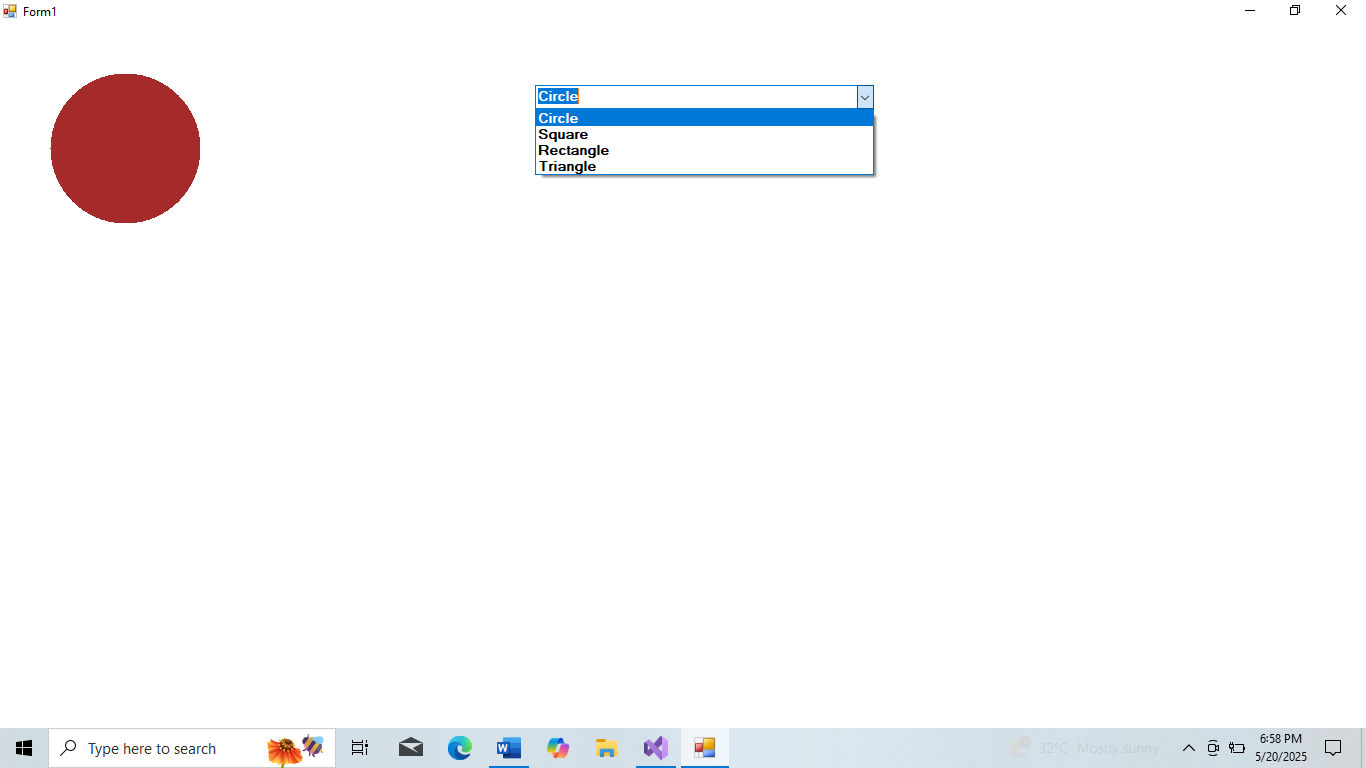 Form1
Circle
Circle
Square
Rectangle
Triangle
Type here to search
32°C Mostly sunny
6:58 PM
5/20/2025